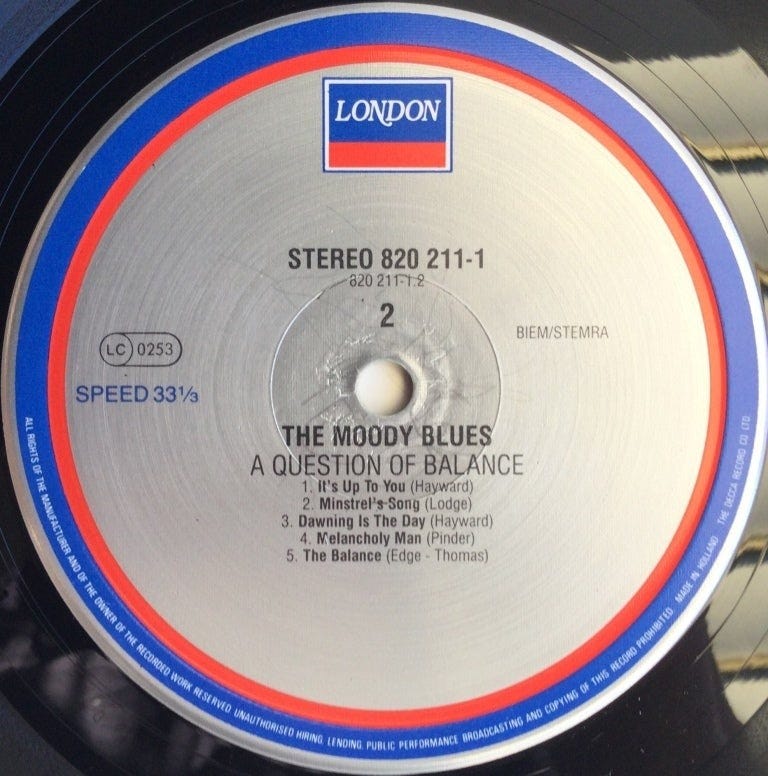 LONDON
STEREO 820 211-1
820 211-1.2
2
BIEM/STEMRA
LC 0253
SPEED 33⅓
THE MOODY BLUES
A QUESTION OF BALANCE
1. It's Up To You (Hayward)
2. Minstrel's Song (Lodge)
3. Dawning Is The Day (Hayward)
4. Melancholy Man (Pinder)
5. The Balance (Edge - Thomas)
ALL RIGHTS OF THE MANUFACTURER AND OF THE OWNER OF THE RECORDED WORK RESERVED UNAUTHORISED HIRING, LENDING, PUBLIC PERFORMANCE BROADCASTING AND COPYING OF THIS RECORD PROHIBITED MADE IN HOLLAND THE DECCA RECORD CO LTD.